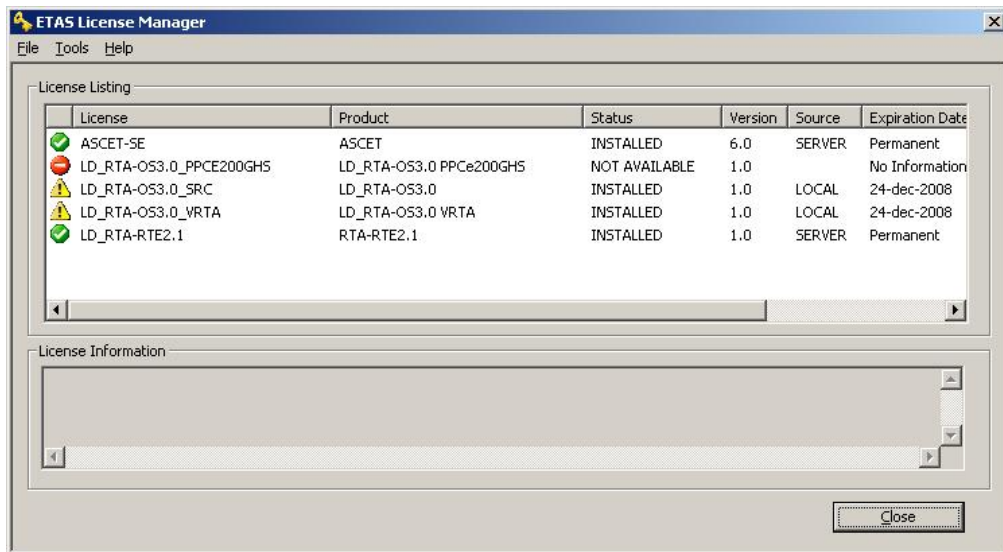 ETAS License Manager
File Tools Help
License Listing
License Product Status Version Source Expiration Date
ASCET-SE ASCET INSTALLED 6.0 SERVER Permanent
LD_RTA-OS3.0_PPCE200GHS LD_RTA-OS3.0 PPCe200GHS NOT AVAILABLE 1.0 No Information
LD_RTA-OS3.0_SRC LD_RTA-OS3.0 INSTALLED 1.0 LOCAL 24-dec-2008
LD_RTA-OS3.0_VRTA LD_RTA-OS3.0 VRTA INSTALLED 1.0 LOCAL 24-dec-2008
LD_RTA-RTE2.1 RTA-RTE2.1 INSTALLED 1.0 SERVER Permanent
License Information
Close